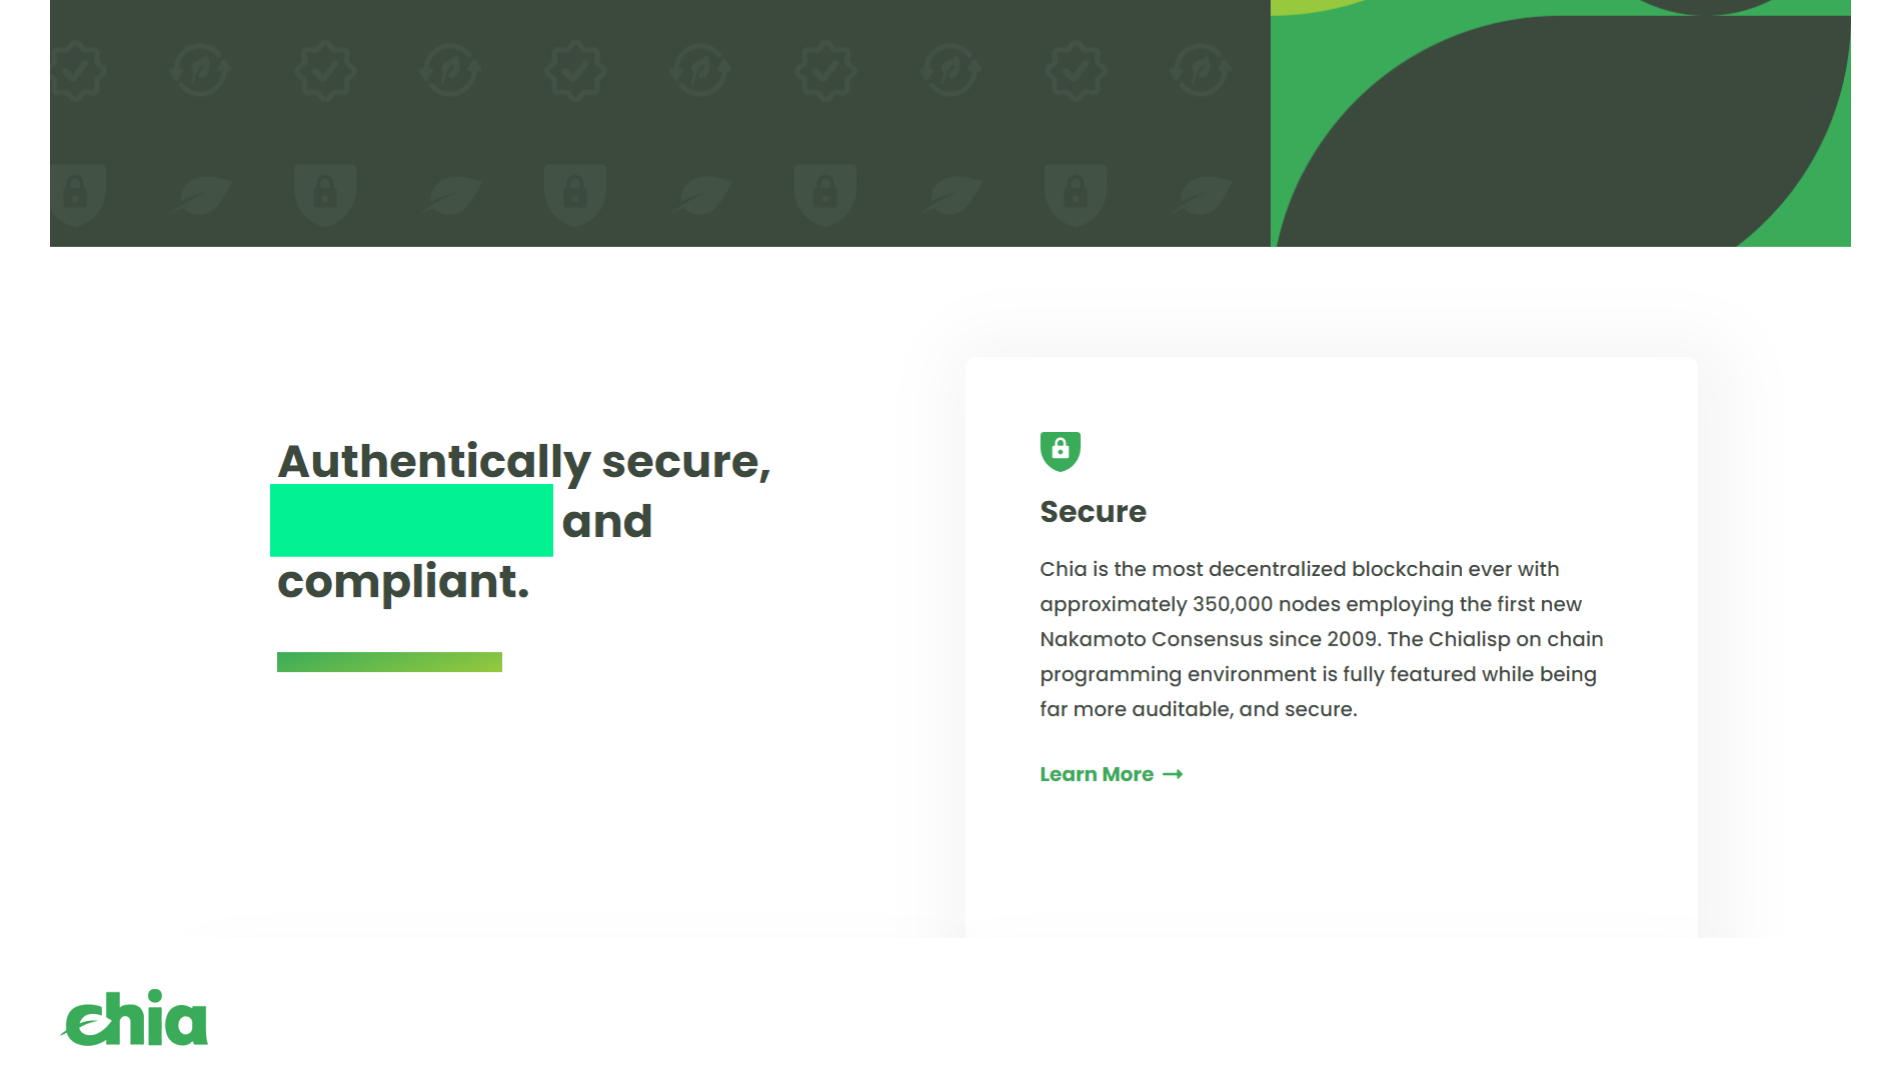 Authentically secure,
and
compliant.
Secure
Chia is the most decentralized blockchain ever with
approximately 350,000 nodes employing the first new
Nakamoto Consensus since 2009. The Chialisp on chain
programming environment is fully featured while being
far more auditable, and secure.
Learn More →
chia